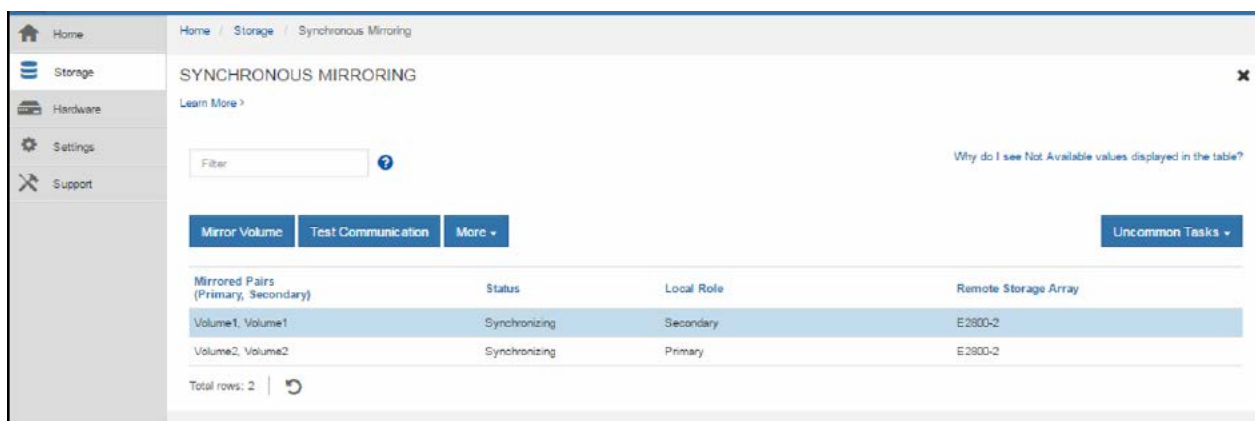 Home
Home / Storage / Synchronous Mirroring
Storage
SYNCHRONOUS MIRRORING
Hardware
Learn More >
Settings
Filter
Why do I see Not Available values displayed in the table?
Support
Mirror Volume Test Communication More Uncommon Tasks
Mirrored Pairs
(Primary, Secondary) Status Local Role Remote Storage Array
Volume1, Volume1 Synchronizing Secondary E2800-2
Volume2, Volume2 Synchronizing Primary E2800-2
Total rows: 2